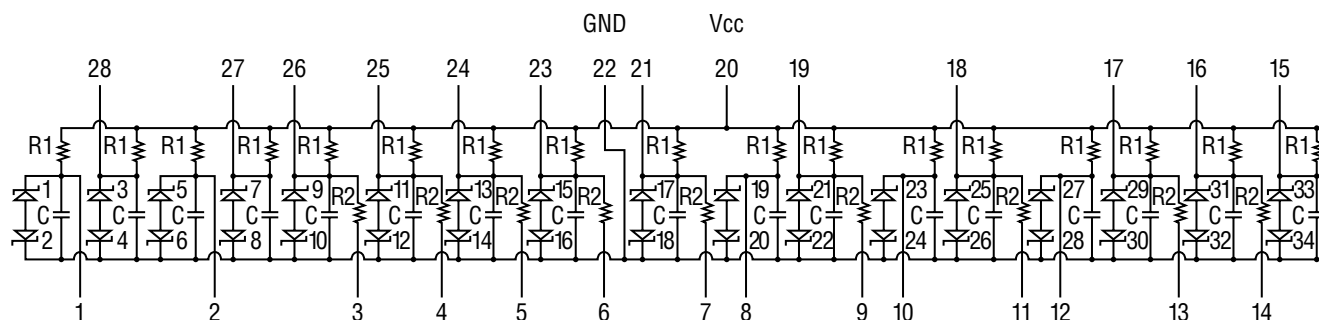 GND Vcc
28 27 26 25 24 23 22 21 20 19 18 17 16 15
R1 R1 R1 R1 R1 R1 R1 R1 R1 R1 R1 R1 R1 R1 R1 R1 R1
1 3 5 7 9 11 13 15 17 19 21 23 25 27 29 31 33
R2 R2 R2 R2 R2 R2 R2 R2 R2
C C C C C C C C C C C C C C C C C
2 4 6 8 10 12 14 16 18 20 22 24 26 28 30 32 34
1 2 3 4 5 6 7 8 9 10 11 12 13 14